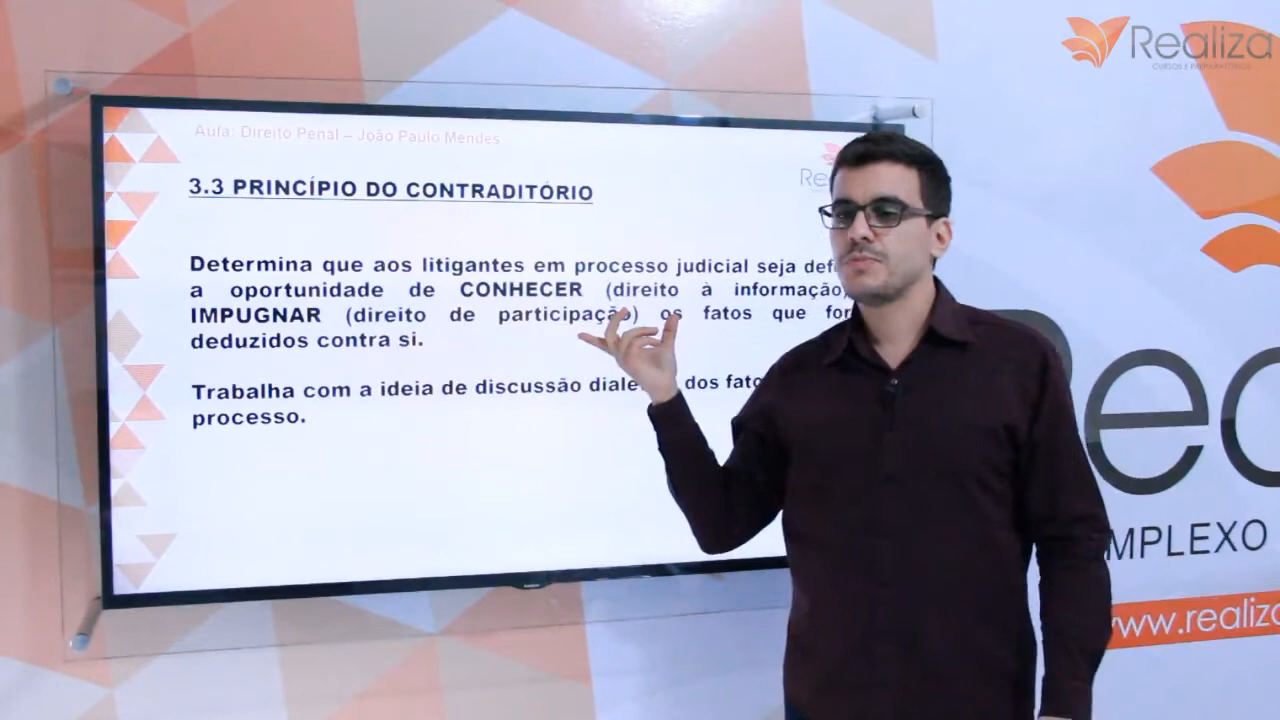 Realiza
CURSOS E PREPARATÓRIOS
Aula: Direito Penal – João Paulo Mendes
3.3 PRINCÍPIO DO CONTRADITÓRIO
Determina que aos litigantes em processo judicial seja
a oportunidade de CONHECER (direito à informação)
IMPUGNAR (direito de participação) os fatos que
deduzidos contra si.
Trabalha com a ideia de discussão dos
processo.
www.realiza